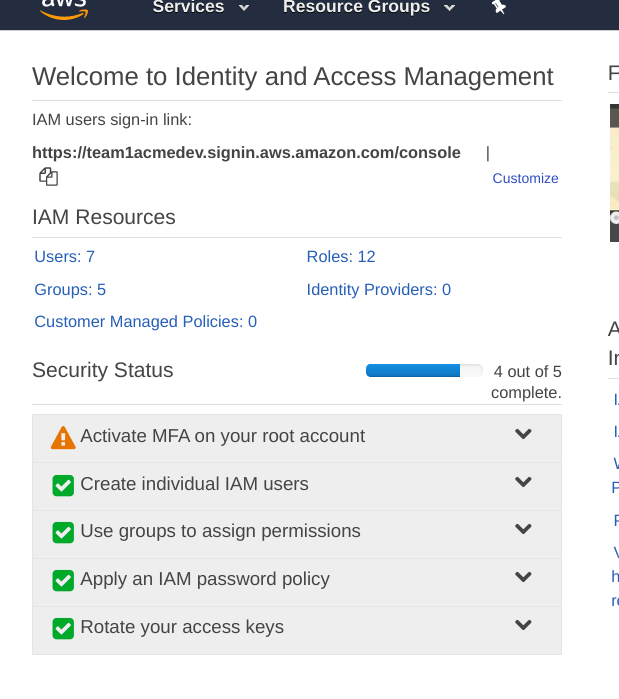 aws
Services
Resource Groups
Welcome to Identity and Access Management
IAM users sign-in link:
https://team1acmedev.signin.aws.amazon.com/console |
Customize
IAM Resources
Users: 7
Roles: 12
Groups: 5
Identity Providers: 0
Customer Managed Policies: 0
Security Status
4 out of 5
complete.
Activate MFA on your root account
Create individual IAM users
Use groups to assign permissions
Apply an IAM password policy
Rotate your access keys